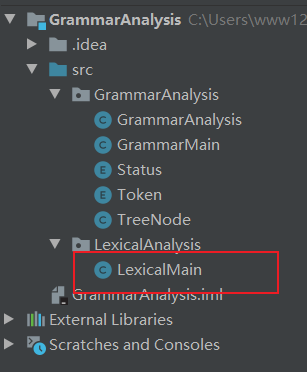 GrammarAnalysis C:\Users\www12
.idea
src
GrammarAnalysis
C GrammarAnalysis
C GrammarMain
C Status
C Token
C TreeNode
LexicalAnalysis
C LexicalMain
GrammarAnalysis.iml
External Libraries
Scratches and Consoles